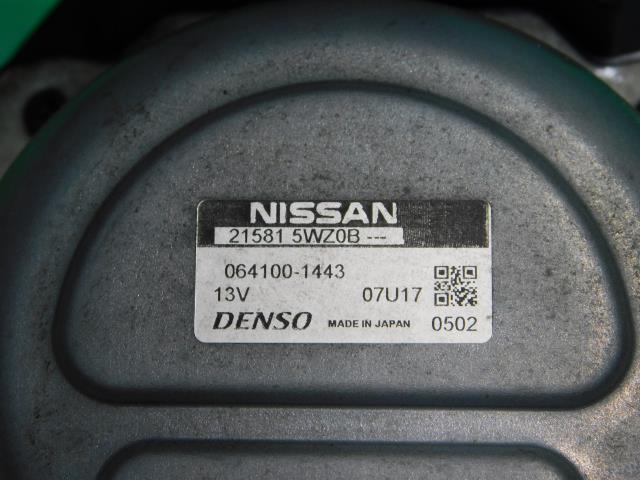 NISSAN
21581 5WZ0B ---
064100-1443
13V 07U17
DENSO MADE IN JAPAN 0502